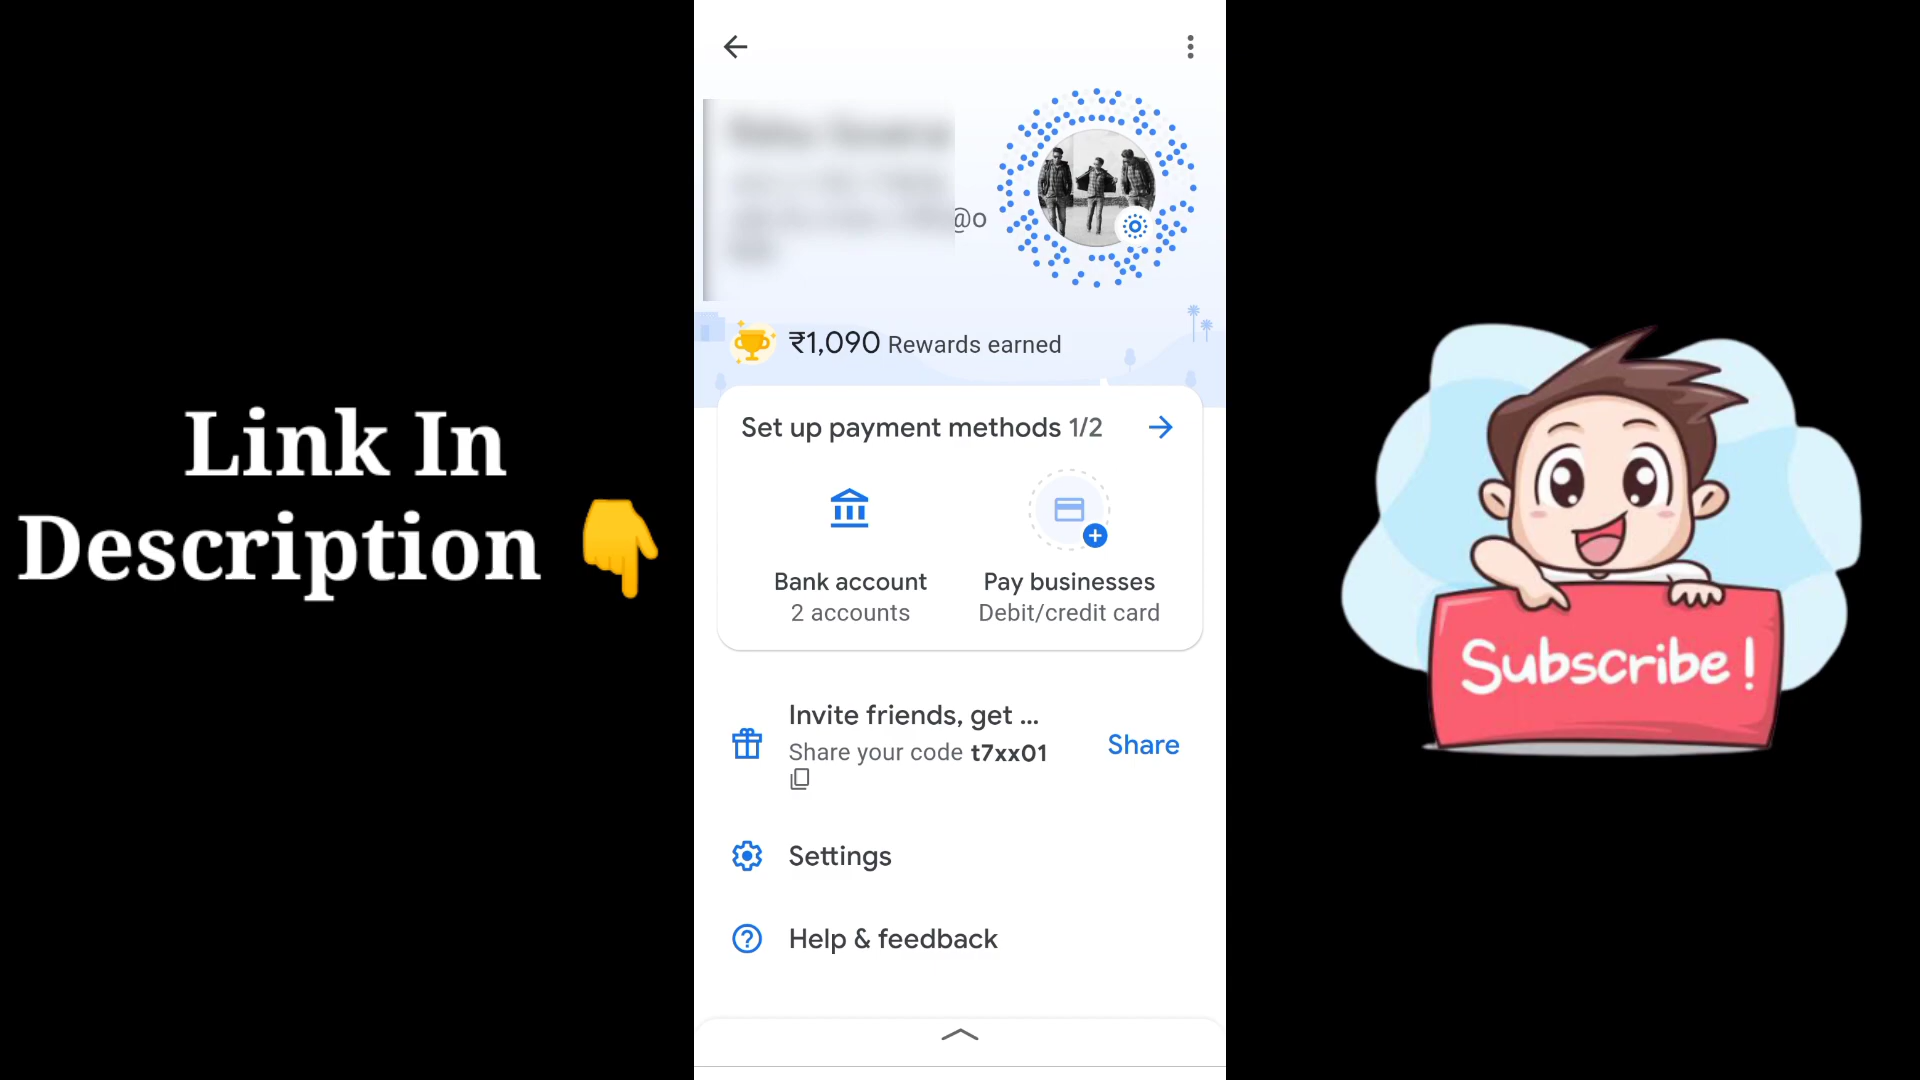 Link In
Description 👇
@o
₹1,090 Rewards earned
Set up payment methods 1/2
Bank account
2 accounts
Pay businesses
Debit/credit card
Invite friends, get ...
Share your code t7xx01
Share
Settings
Help & feedback
Subscribe!